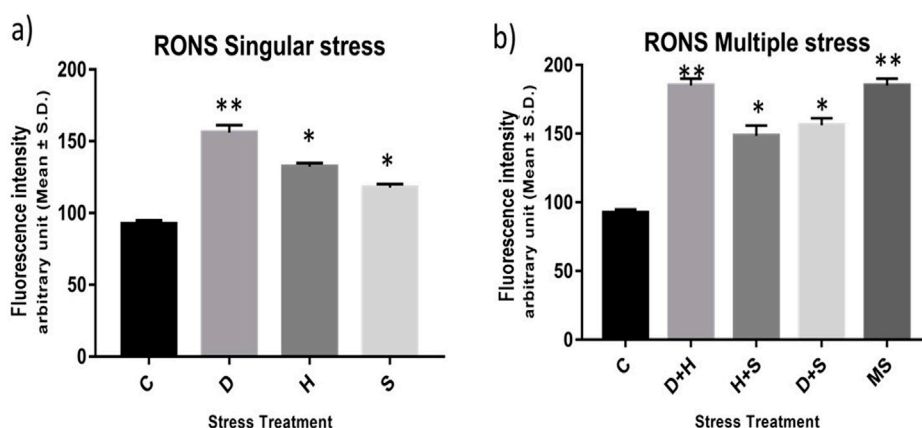 a)
RONS Singular stress
Fluorescence intensity
arbitrary unit (Mean ± S.D.)
200
150
100
50
0
**
*
*
C
D
H
S
Stress Treatment
b)
RONS Multiple stress
Fluorescence intensity
arbitrary unit (Mean ± S.D.)
200
150
100
50
0
**
*
*
**
C
D+H
H+S
D+S
MS
Stress Treatment